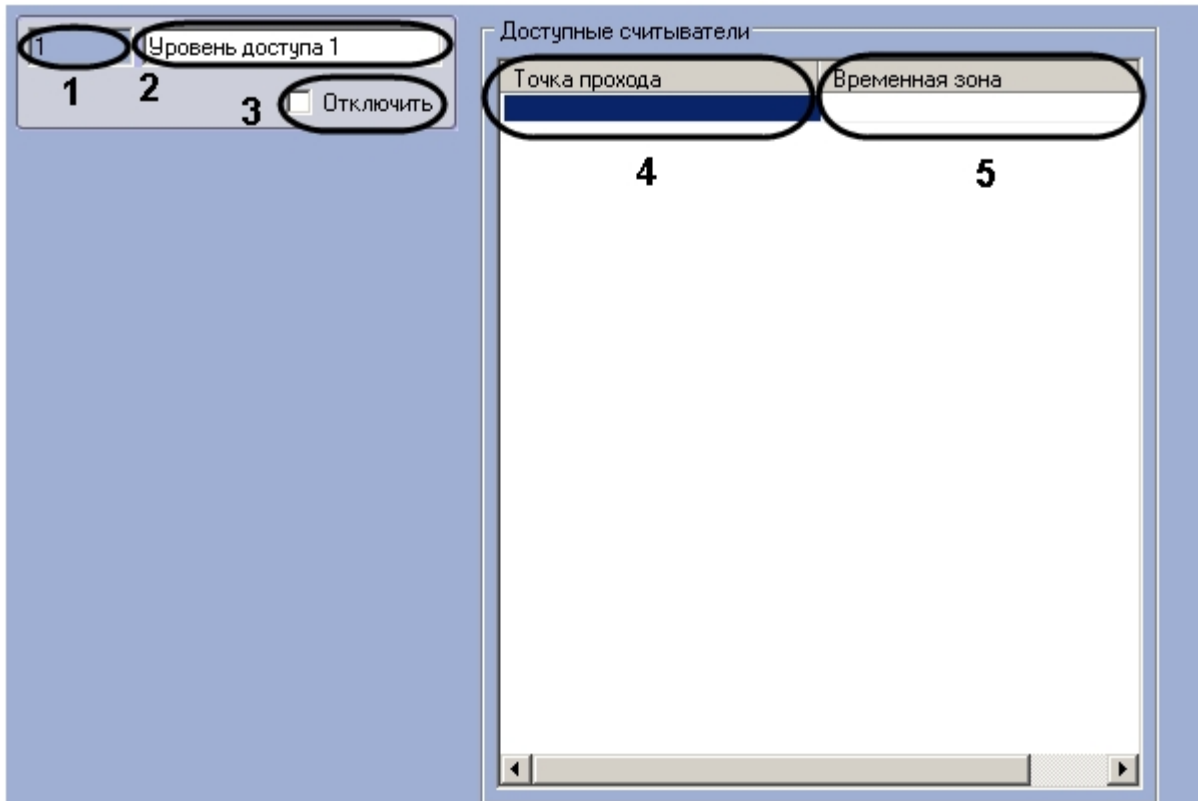 1 Уровень доступа 1
1 2
3 Отключить
Доступные считыватели
Точка прохода Временная зона
4 5